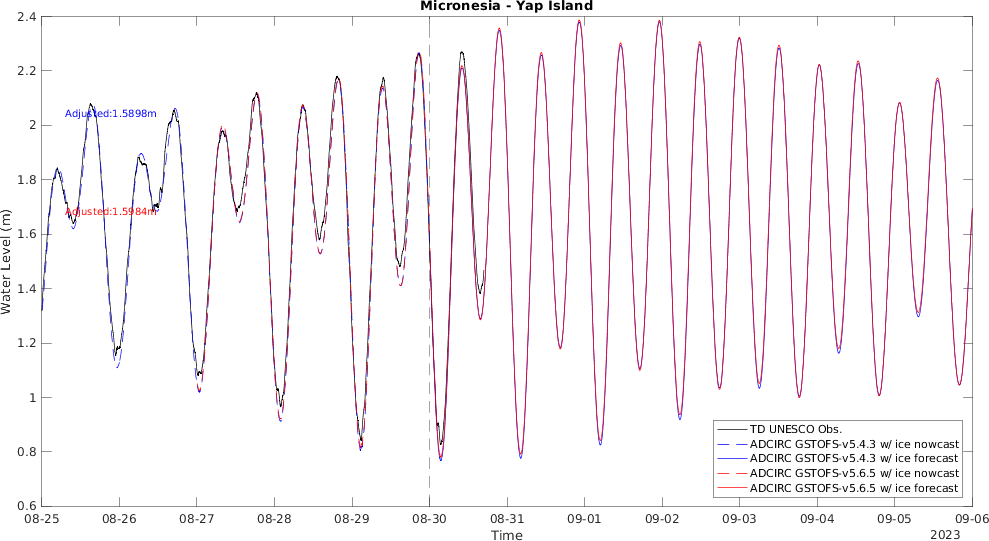 Micronesia - Yap Island
2.4
2.2
2
1.8
1.6
1.4
1.2
1
0.8
0.6
Water Level (m)
Adjusted:1.5898m
Adjusted:1.5984m
TD UNESCO Obs.
ADCIRC GSTOFS-v5.4.3 w/ ice nowcast
ADCIRC GSTOFS-v5.4.3 w/ ice forecast
ADCIRC GSTOFS-v5.6.5 w/ ice nowcast
ADCIRC GSTOFS-v5.6.5 w/ ice forecast
08-25 08-26 08-27 08-28 08-29 08-30 08-31 09-01 09-02 09-03 09-04 09-05 09-06
Time
2023